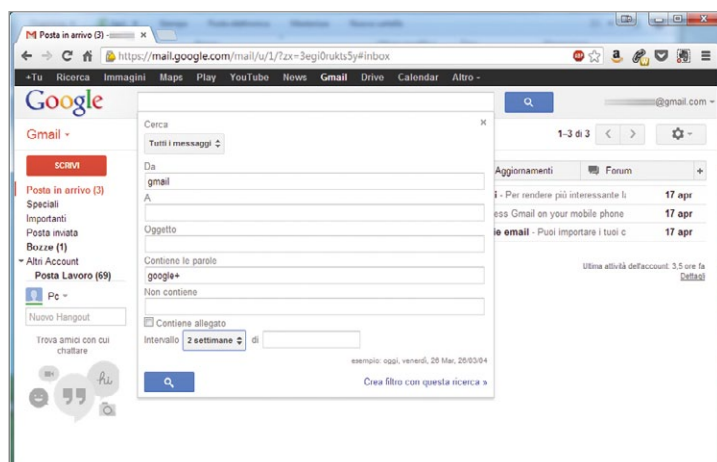 Posta in arrivo (3) -
https://mail.google.com/mail/u/1/?zx=3egi0rukts5y#inbox
+Tu Ricerca Immagini Maps Play YouTube News Gmail Drive Calendar Altro
Google
@gmail.com
Gmail
1–3 di 3
SCRIVI
Posta in arrivo (3)
Speciali
Importanti
Posta inviata
Bozze (1)
Altri Account
Posta Lavoro (69)
Pc
Nuovo Hangout
Trova amici con cui
chattare
hi
Cerca
Tutti i messaggi
Da
gmail
A
Oggetto
Contiene le parole
google+
Non contiene
Contiene allegato
Intervallo 2 settimane di
esempio: oggi, venerdì, 26 Mar, 26/03/04
Crea filtro con questa ricerca »
Aggiornamenti Forum +
i - Per rendere più interessante la 17 apr
ess Gmail on your mobile phone 17 apr
le email - Puoi importare i tuoi c 17 apr
Ultima attività dell'account: 3,5 ore fa
Dettagli